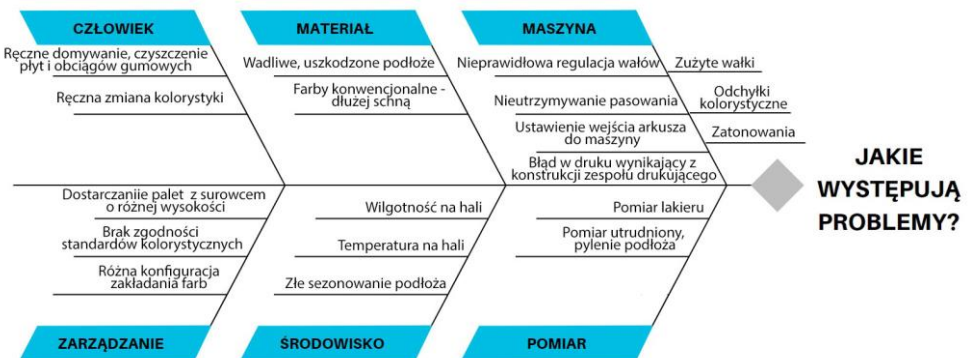 CZŁOWIEK
Ręczne domywanie, czyszczenie
płyt i obciągów gumowych
Ręczna zmiana kolorystyki
MATERIAŁ
Wadliwe, uszkodzone podłoże
Farby konwencjonalne -
dłużej schną
MASZYNA
Nieprawidłowa regulacja wałów
Zużyte wałki
Nieutrzymywanie pasowania
Odchyłki
kolorystyczne
Ustawienie wejścia arkusza
do maszyny
Zatonowania
Błąd w druku wynikający z
konstrukcji zespołu drukującego
JAKIE
WYSTĘPUJĄ
PROBLEMY?
Dostarczaniie palet z surowcem
o różnej wysokości
Brak zgodności
standardów kolorystycznych
Różna konfiguracja
zakładania farb
ZARZĄDZANIE
Wilgotność na hali
Temperatura na hali
Złe sezonowanie podłoża
ŚRODOWISKO
Pomiar lakieru
Pomiar utrudniony,
pylenie podłoża
POMIAR